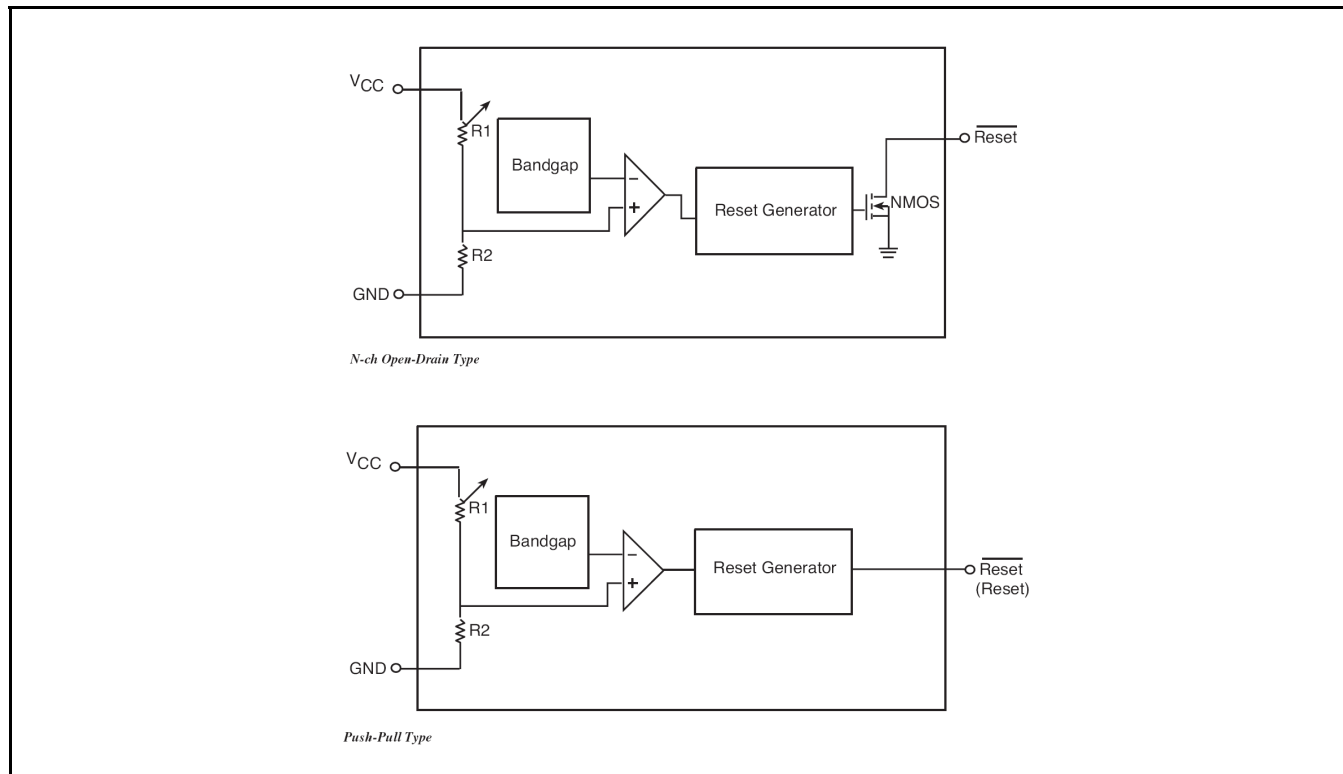 VCC
R1
Bandgap
−
+
Reset Generator
NMOS
Reset
R2
GND
N-ch Open-Drain Type
VCC
R1
Bandgap
−
+
Reset Generator
Reset
(Reset)
R2
GND
Push-Pull Type